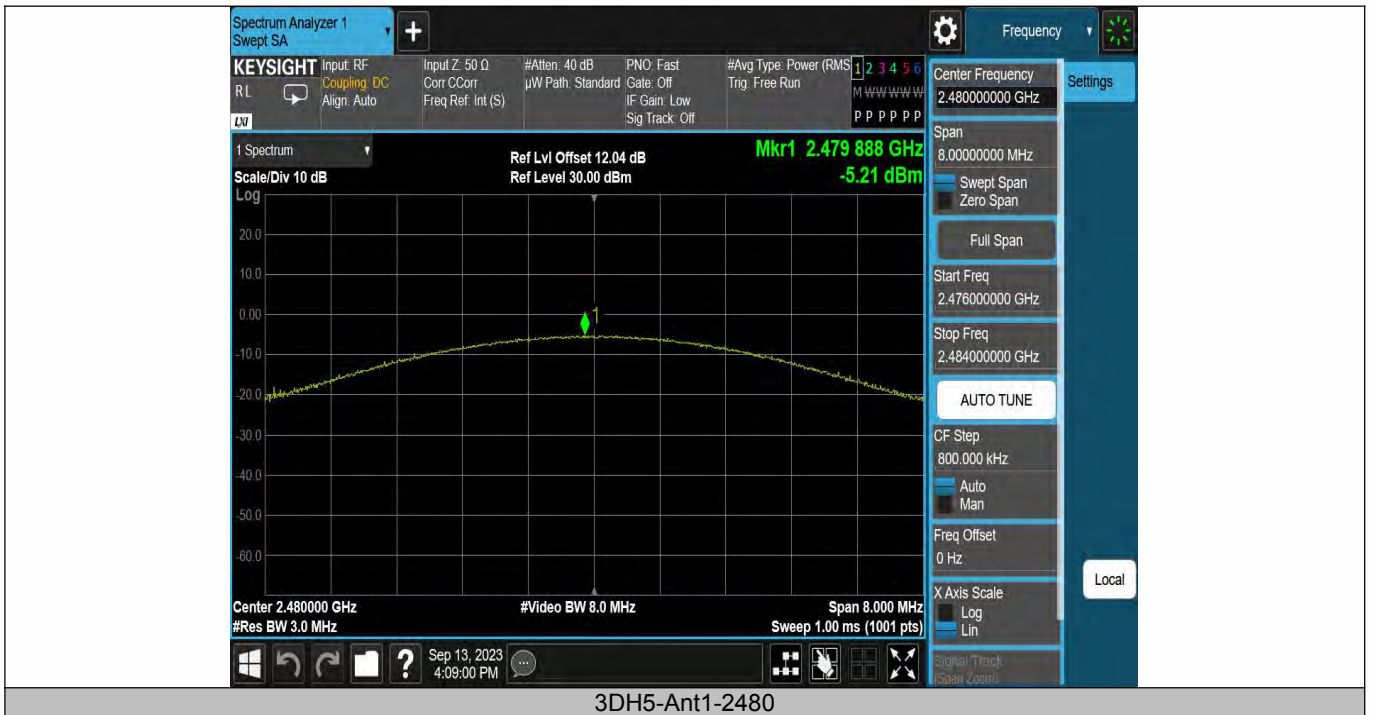 Spectrum Analyzer 1
Swept SA
+
Frequency
KEYSIGHT
RL
LXI
Input: RF
Coupling: DC
Align: Auto
Input Z: 50 Ω
Corr CCorr
Freq Ref: Int (S)
#Atten: 40 dB
µW Path: Standard
PNO: Fast
Gate: Off
IF Gain: Low
Sig Track: Off
#Avg Type: Power (RMS
Trig: Free Run
1 2 3 4 5 6
M W W W W W
P P P P P P
1 Spectrum
Scale/Div 10 dB
Ref Lvl Offset 12.04 dB
Ref Level 30.00 dBm
Mkr1 2.479 888 GHz
-5.21 dBm
Log
20.0
10.0
0.00
-10.0
-20.0
-30.0
-40.0
-50.0
-60.0
1
Center 2.480000 GHz
#Res BW 3.0 MHz
#Video BW 8.0 MHz
Span 8.000 MHz
Sweep 1.00 ms (1001 pts)
Center Frequency
2.480000000 GHz
Settings
Span
8.00000000 MHz
Swept Span
Zero Span
Full Span
Start Freq
2.476000000 GHz
Stop Freq
2.484000000 GHz
AUTO TUNE
CF Step
800.000 kHz
Auto
Man
Freq Offset
0 Hz
X Axis Scale
Log
Lin
Local
Signal Track
(Span Zoom)
?
Sep 13, 2023
4:09:00 PM
3DH5-Ant1-2480